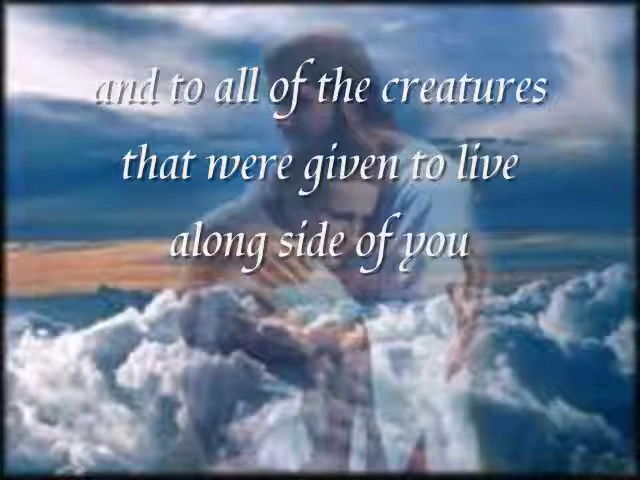 and to all of the creatures
that were given to live
along side of you